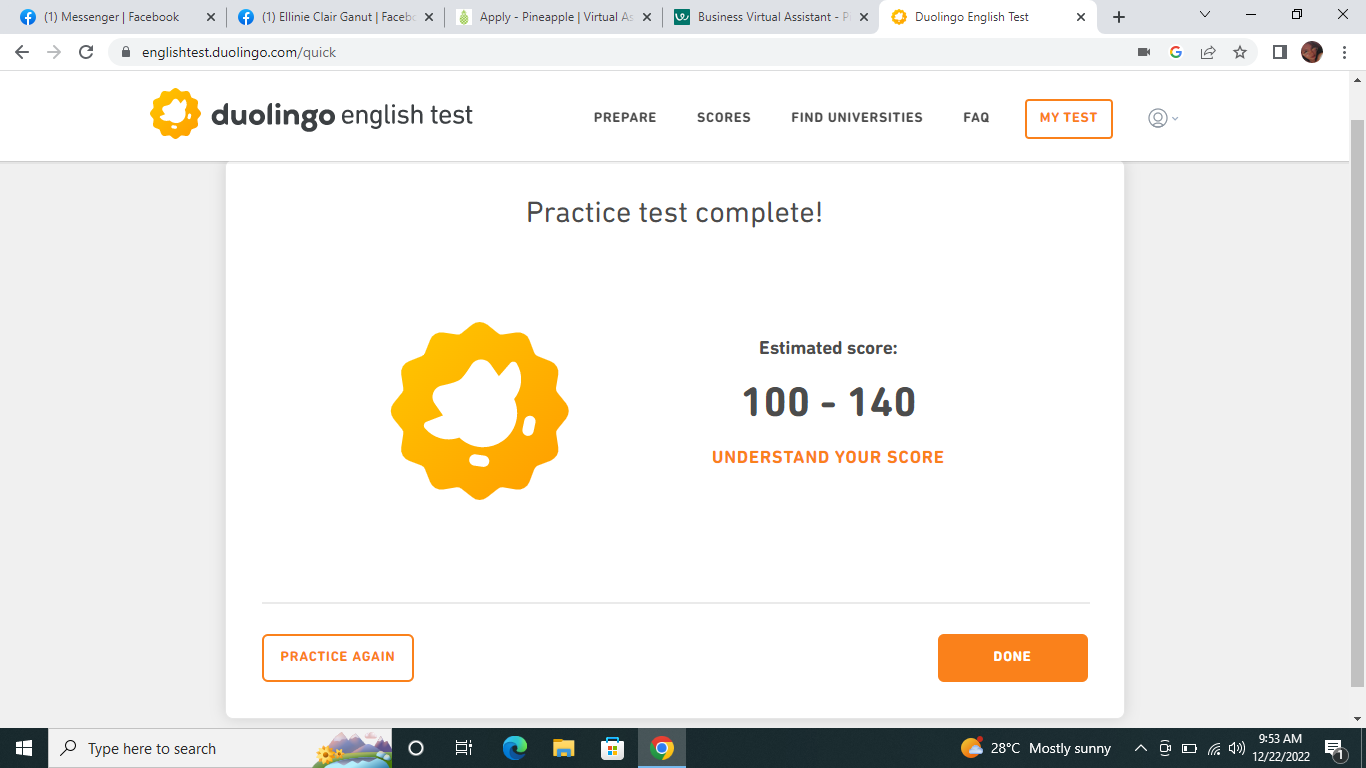 (1) Messenger | Facebook
(1) Ellinie Clair Ganut | Faceb
Apply - Pineapple | Virtual As
Business Virtual Assistant - P
Duolingo English Test
englishtest.duolingo.com/quick
duolingo english test
PREPARE
SCORES
FIND UNIVERSITIES
FAQ
MY TEST
Practice test complete!
Estimated score:
100 - 140
UNDERSTAND YOUR SCORE
PRACTICE AGAIN
DONE
Type here to search
28°C Mostly sunny
9:53 AM
12/22/2022
1